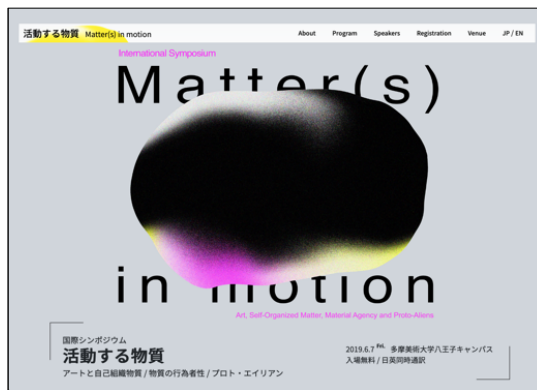 活動する物質 Matter(s) in motion About Program Speakers Registration Venue JP / EN
International Symposium
Matter(s)
in motion
Art, Self-Organized Matter, Material Agency and Proto-Aliens
国際シンポジウム
活動する物質
アートと自己組織物質 / 物質の行為者性 / プロト・エイリアン
2019.6.7 Fri. 多摩美術大学八王子キャンパス
入場無料 / 日英同時通訳